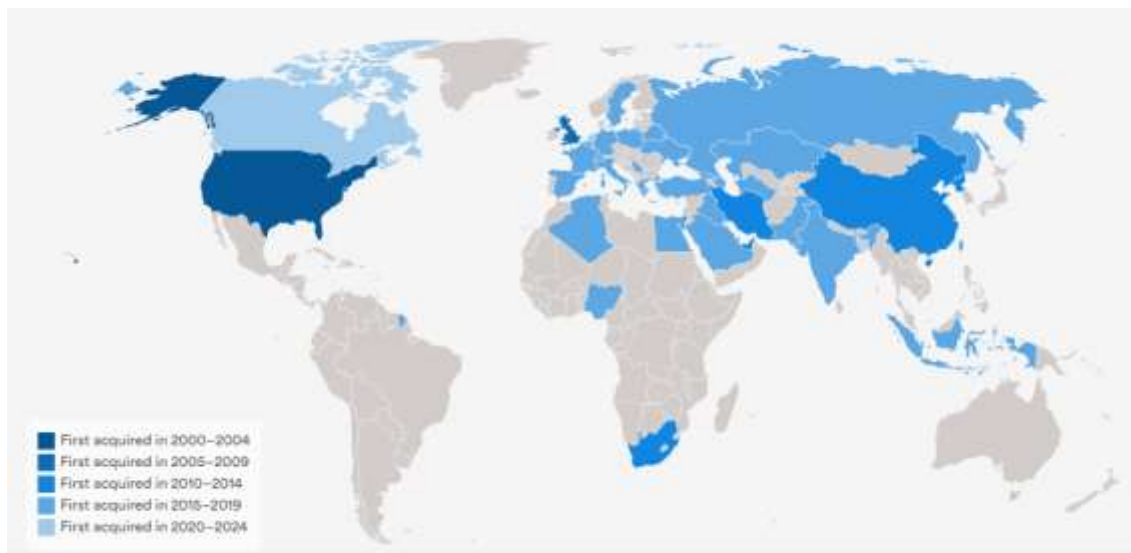 First acquired in 2000–2004
First acquired in 2005–2009
First acquired in 2010–2014
First acquired in 2015–2019
First acquired in 2020–2024